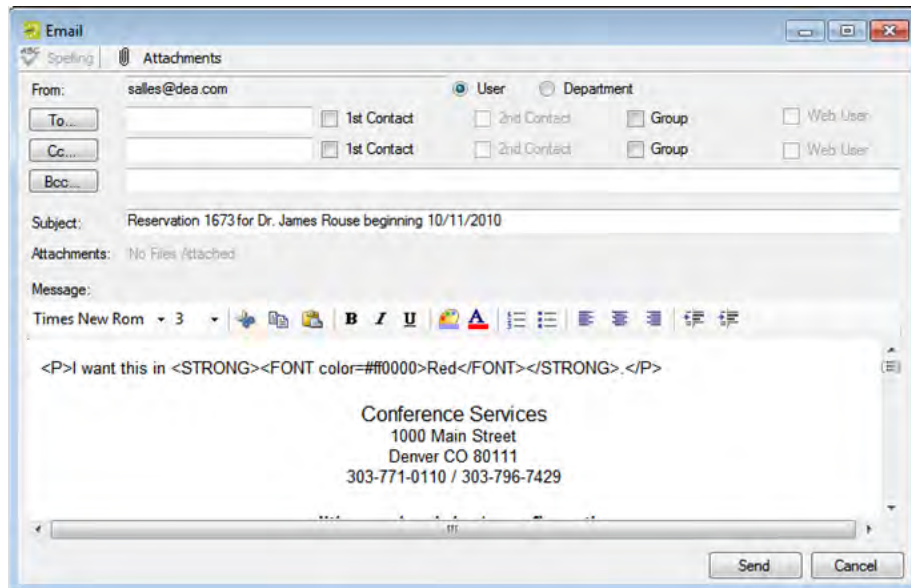 Email
ABC Spelling Attachments
From: salles@dea.com User Department
To... 1st Contact 2nd Contact Group Web User
Cc... 1st Contact 2nd Contact Group Web User
Bcc...
Subject: Reservation 1673 for Dr. James Rouse beginning 10/11/2010
Attachments: No Files Attached
Message:
Times New Rom 3 B I U A
<P>I want this in <STRONG><FONT color=#ff0000>Red</FONT></STRONG>.</P>
Conference Services
1000 Main Street
Denver CO 80111
303-771-0110 / 303-796-7429
Send Cancel